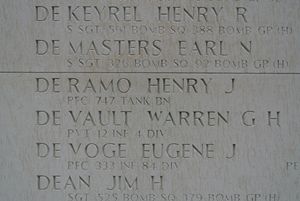 DE KEYREL HENRY R
S SGT 561 BOMB SQ 388 BOMB GP (H)
DE MASTERS EARL N
S SGT 326 BOMB SQ 92 BOMB GP (H)
DE RAMO HENRY J
PFC 747 TANK BN
DE VAULT WARREN G H
PVT 12 INF 4 DIV
DE VOGE EUGENE J
PFC 333 INF 84 DIV
DEAN JIM H
SGT 525 BOMB SQ 379 BOMB GP (H)